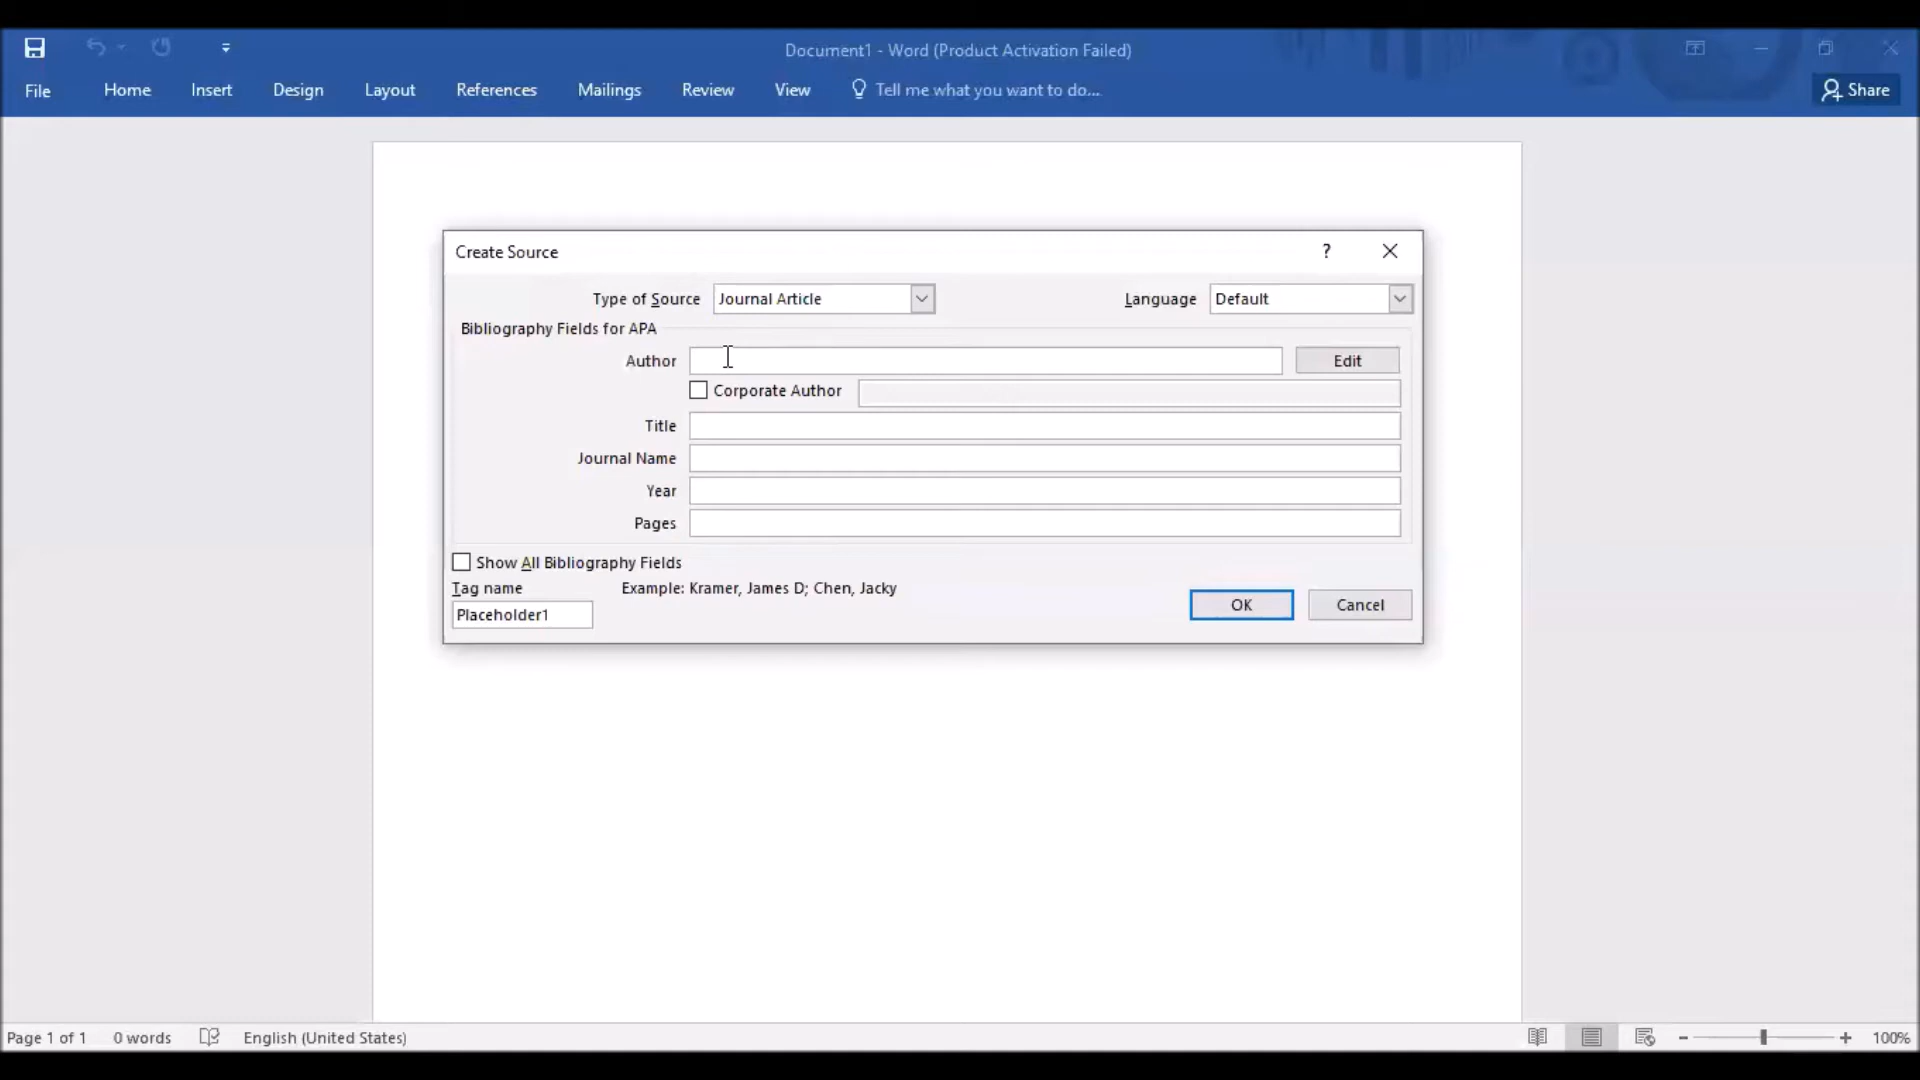 Document1 - Word (Product Activation Failed)
File Home Insert Design Layout References Mailings Review View Tell me what you want to do... Share
Create Source ?
Type of Source Journal Article Language Default
Bibliography Fields for APA
Author Edit
Corporate Author
Title
Journal Name
Year
Pages
Show All Bibliography Fields
Tag name Example: Kramer, James D; Chen, Jacky
Placeholder1 OK Cancel
Page 1 of 1 0 words English (United States) 100%